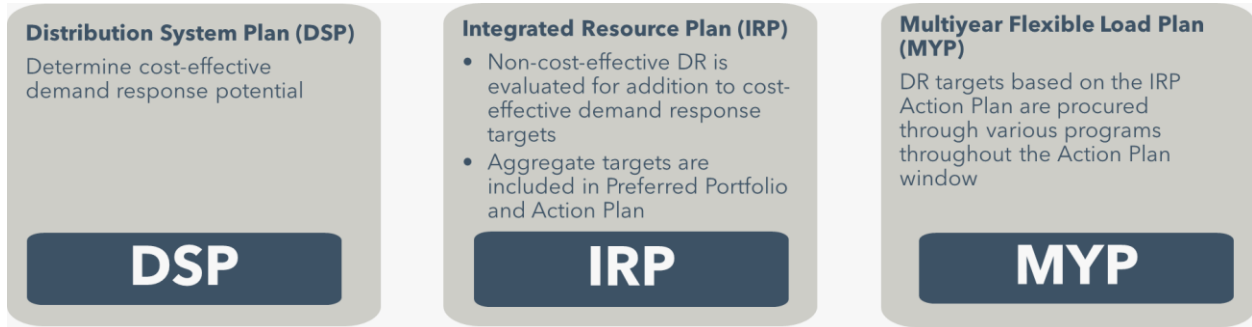 Distribution System Plan (DSP)
Determine cost-effective
demand response potential
DSP
Integrated Resource Plan (IRP)
• Non-cost-effective DR is
evaluated for addition to cost-
effective demand response
targets
• Aggregate targets are
included in Preferred Portfolio
and Action Plan
IRP
Multiyear Flexible Load Plan
(MYP)
DR targets based on the IRP
Action Plan are procured
through various programs
throughout the Action Plan
window
MYP